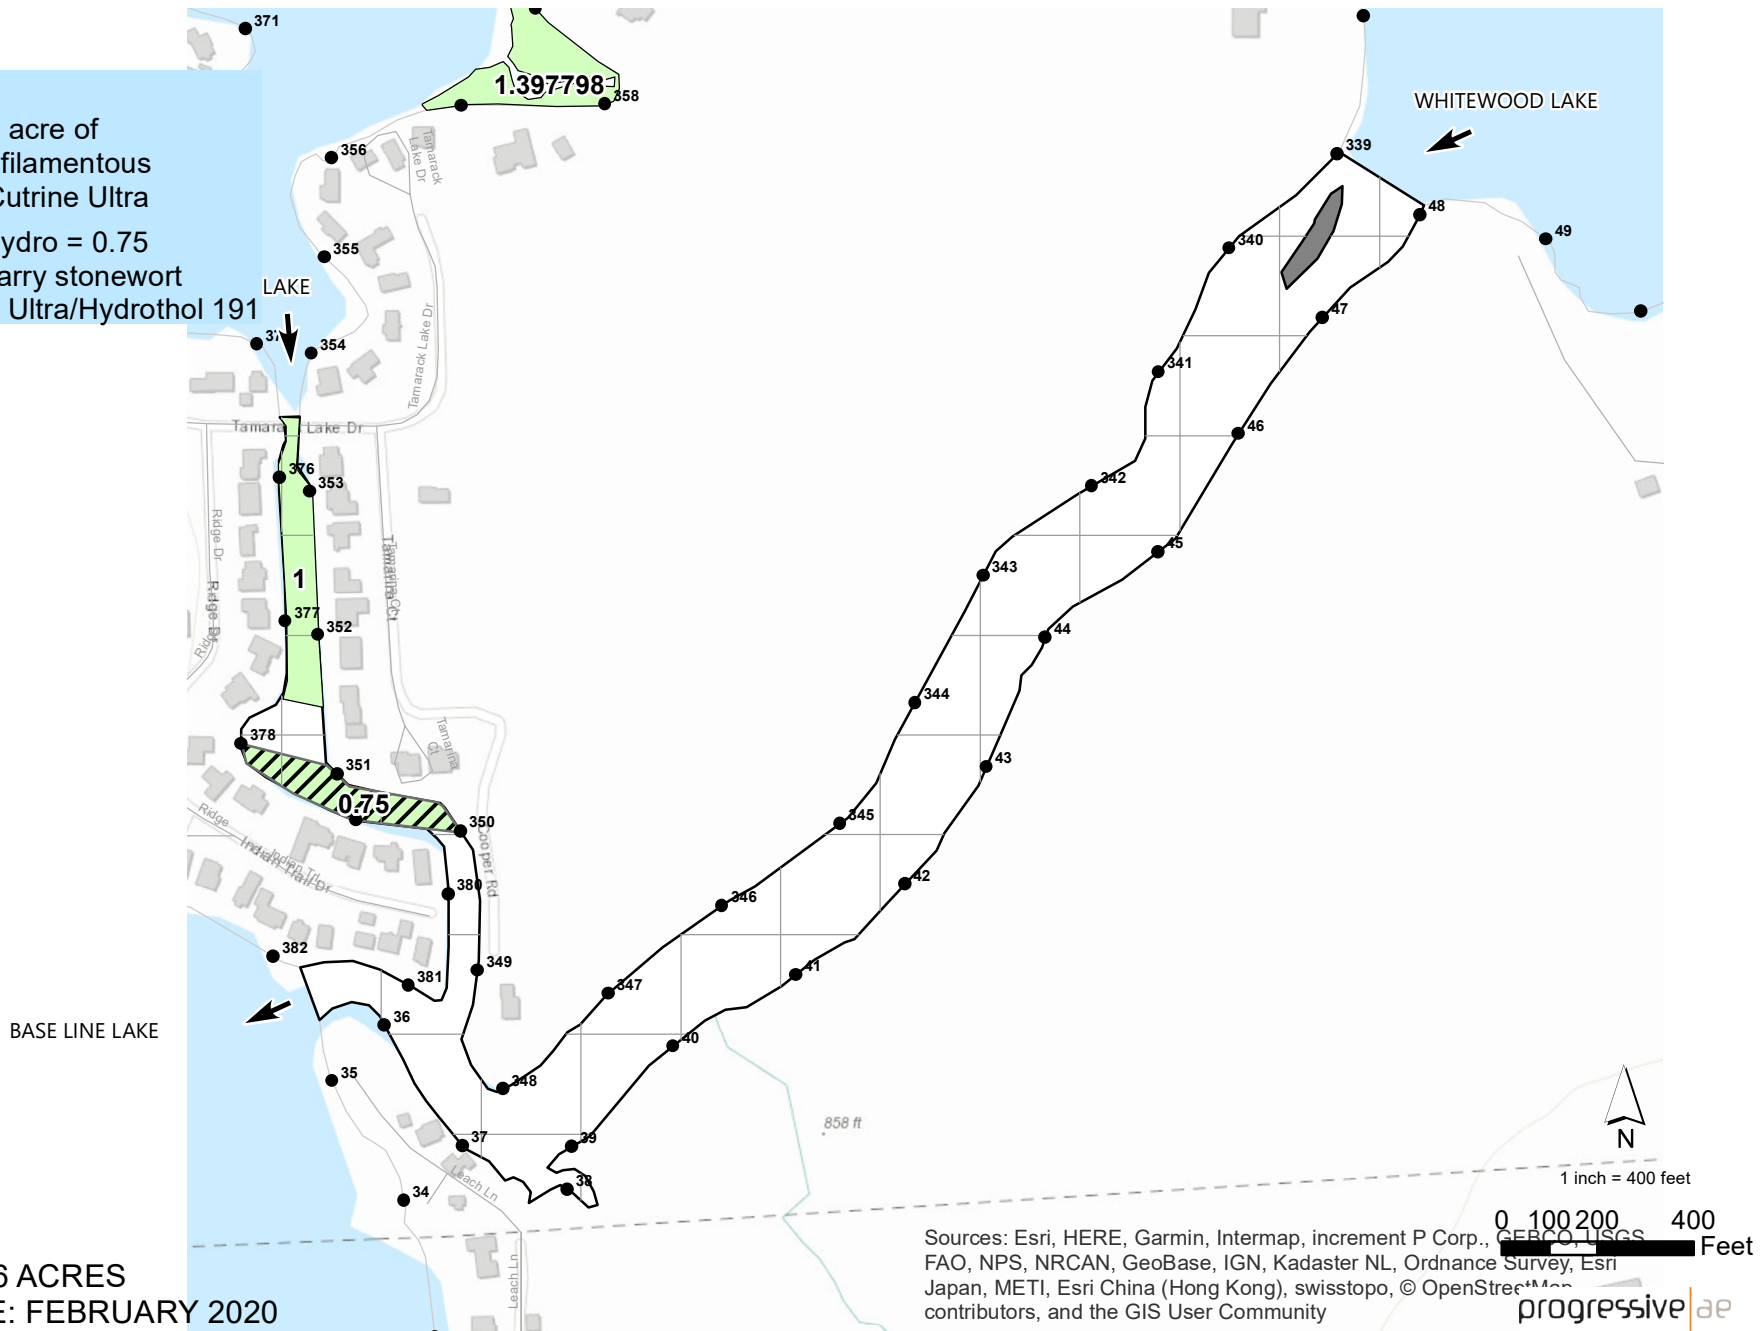 371
1.397798
358
acre of
filamentous
Cutrine Ultra
ydro = 0.75
arry stonewort
Ultra/Hydrothol 191
LAKE
356
355
354
Tamarack
Lake Dr
Tamarack Lake Dr
WHITEWOOD LAKE
339
48
49
340
47
341
46
342
45
343
44
344
43
345
42
346
41
347
40
348
39
38
37
Lake Dr
376
353
1
377
352
Ridge Dr
Ridge Dr
Tamarina Ct
Tamarina Ct
Tamarina
Ct
378
351
0.75
350
Cooper Rd
Ridge
Indian Trl
Indian Trail Dr
380
349
382
381
36
BASE LINE LAKE
35
34
Leach Ln
Leach Ln
858 ft
N
1 inch = 400 feet
0 100 200 400
Feet
Sources: Esri, HERE, Garmin, Intermap, increment P Corp., GEBCO, USGS,
FAO, NPS, NRCAN, GeoBase, IGN, Kadaster NL, Ordnance Survey, Esri
Japan, METI, Esri China (Hong Kong), swisstopo, © OpenStreetMap
contributors, and the GIS User Community
6 ACRES
E: FEBRUARY 2020
progressive ae